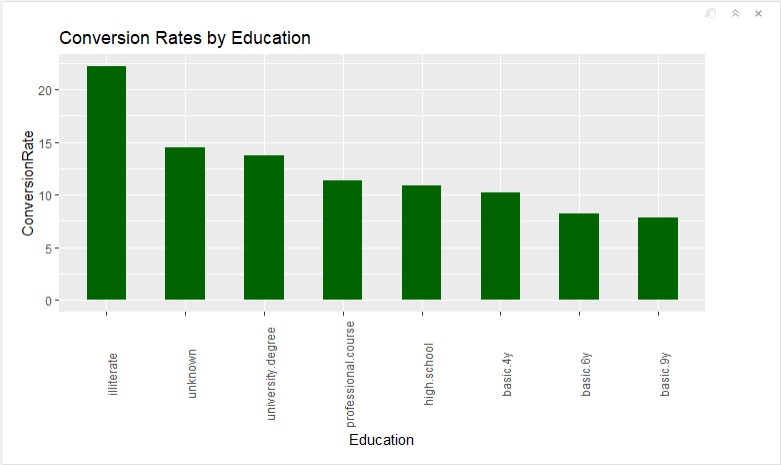 Conversion Rates by Education
ConversionRate
20
15
10
5
0
illiterate
unknown
university.degree
professional.course
high.school
basic.4y
basic.6y
basic.9y
Education